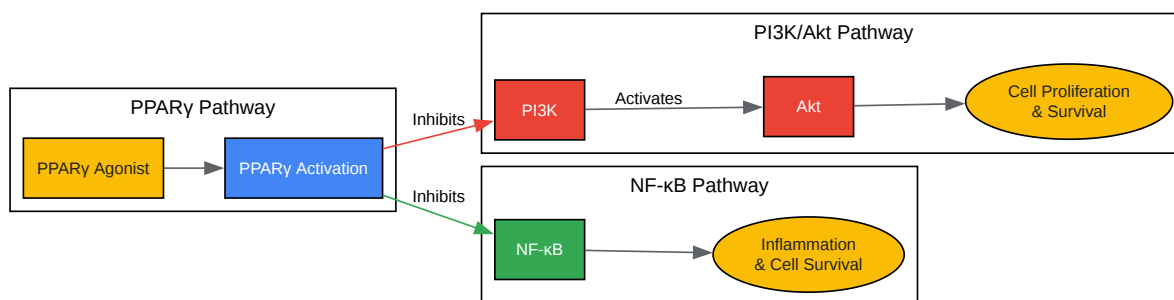 PPARγ Pathway
PPARγ Agonist
PPARγ Activation
Inhibits
Inhibits
PI3K/Akt Pathway
PI3K
Activates
Akt
Cell Proliferation
& Survival
NF-κB Pathway
NF-κB
Inflammation
& Cell Survival